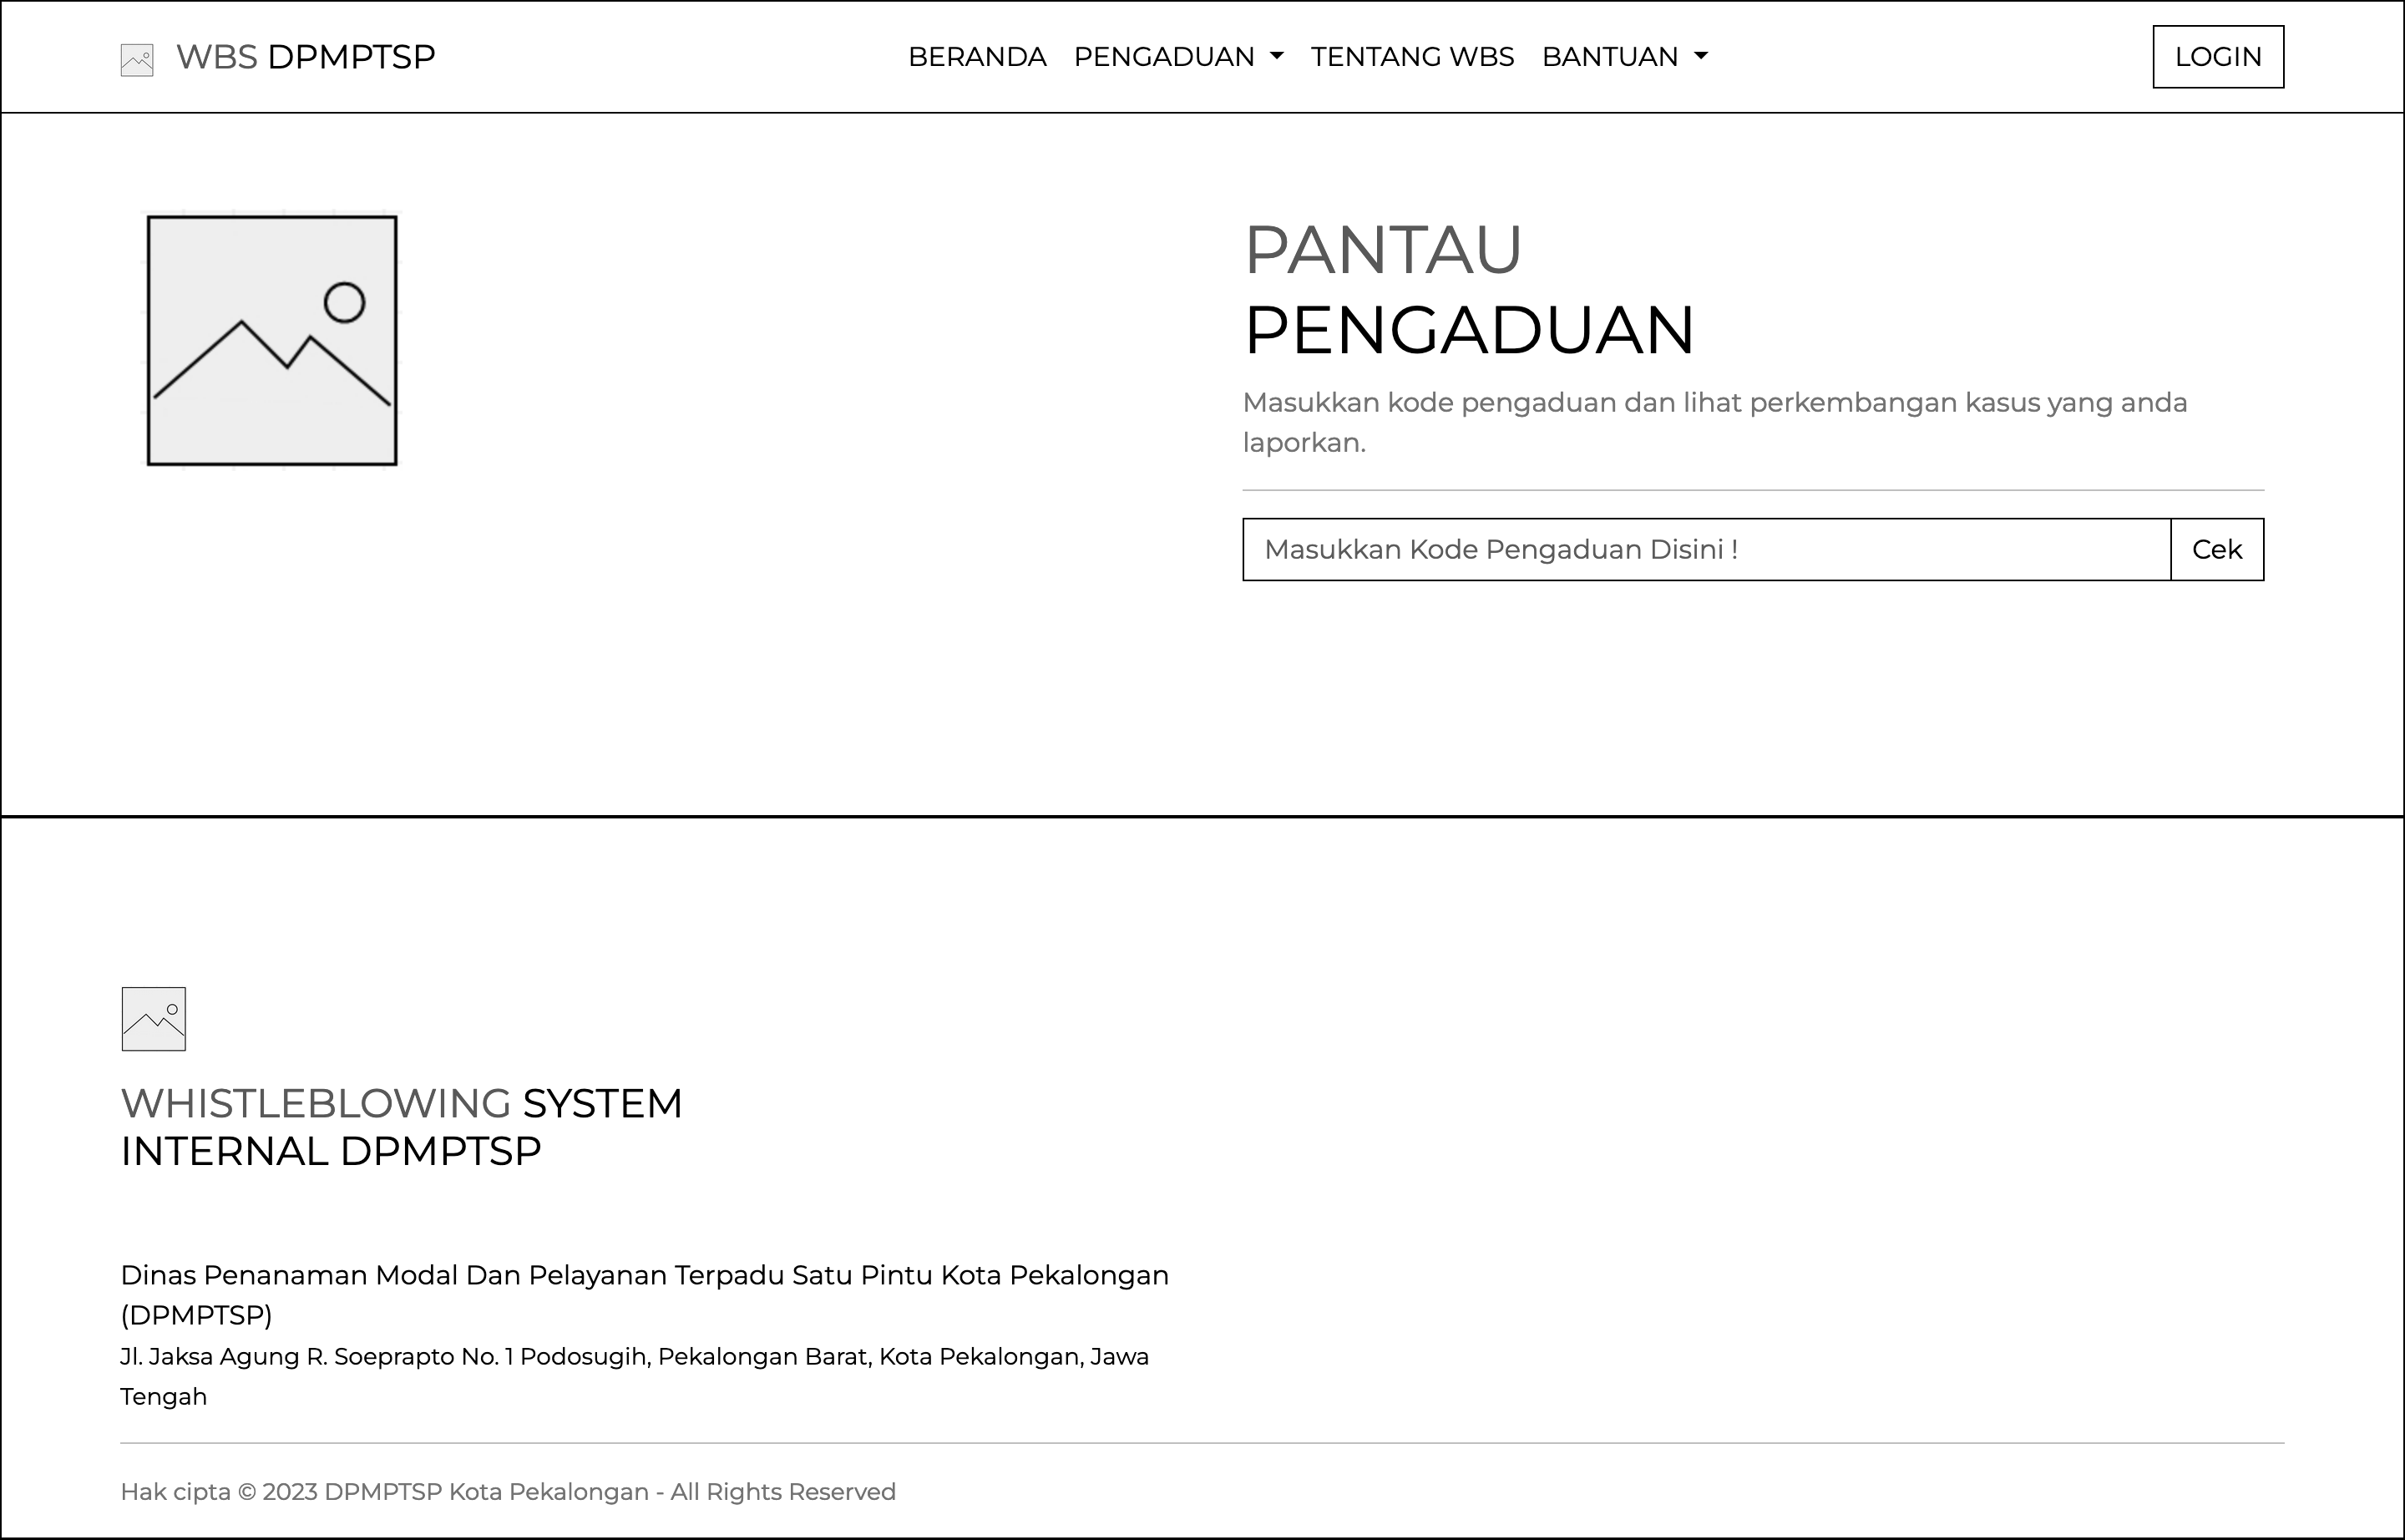 WBS DPMPTSP
BERANDA PENGADUAN TENTANG WBS BANTUAN
LOGIN
PANTAU
PENGADUAN
Masukkan kode pengaduan dan lihat perkembangan kasus yang anda
laporkan.
Masukkan Kode Pengaduan Disini !
Cek
WHISTLEBLOWING SYSTEM
INTERNAL DPMPTSP
Dinas Penanaman Modal Dan Pelayanan Terpadu Satu Pintu Kota Pekalongan
(DPMPTSP)
Jl. Jaksa Agung R. Soeprapto No. 1 Podosugih, Pekalongan Barat, Kota Pekalongan, Jawa
Tengah
Hak cipta © 2023 DPMPTSP Kota Pekalongan - All Rights Reserved